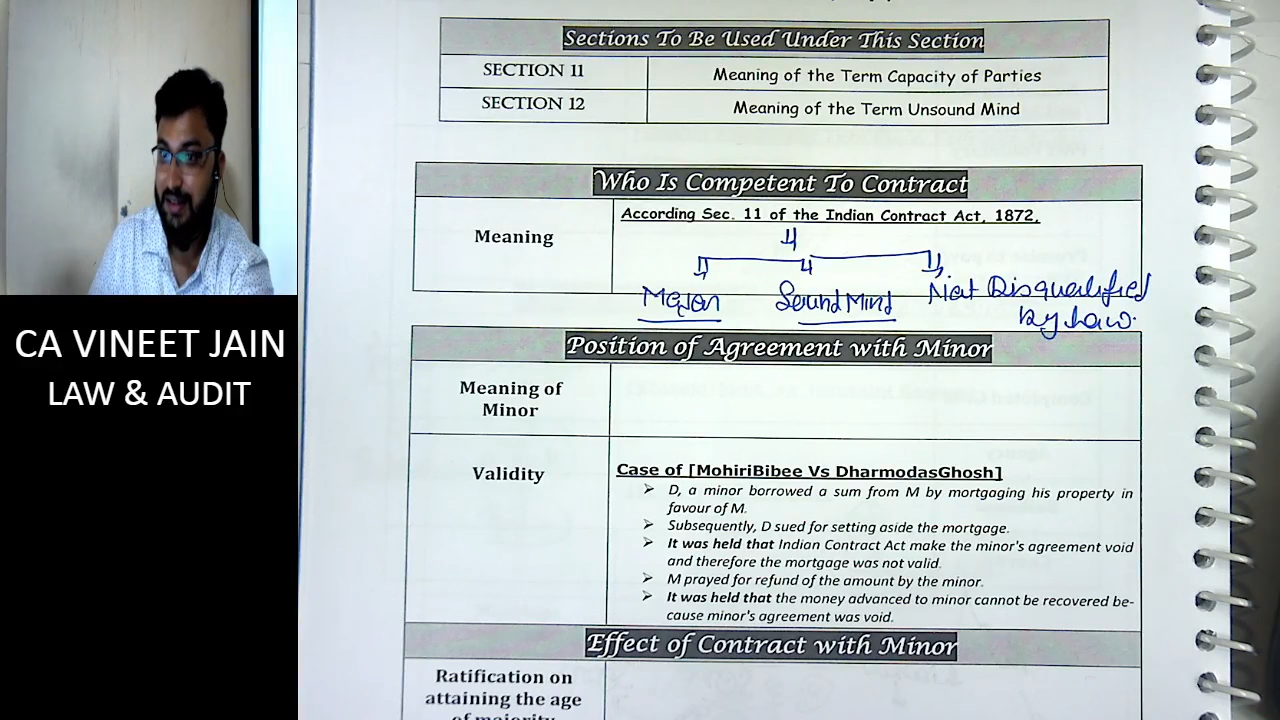 CA VINEET JAIN
LAW & AUDIT
Sections To Be Used Under This Section
SECTION 11
Meaning of the Term Capacity of Parties
SECTION 12
Meaning of the Term Unsound Mind
Who Is Competent To Contract
Meaning
According Sec. 11 of the Indian Contract Act, 1872,
Major
Sound Mind
Not Disqualified
by Law.
Position of Agreement with Minor
Meaning of
Minor
Validity
Case of [MohiriBibee Vs DharmodasGhosh]
➢ D, a minor borrowed a sum from M by mortgaging his property in
favour of M.
➢ Subsequently, D sued for setting aside the mortgage.
➢ It was held that Indian Contract Act make the minor's agreement void
and therefore the mortgage was not valid.
➢ M prayed for refund of the amount by the minor.
➢ It was held that the money advanced to minor cannot be recovered be-
cause minor's agreement was void.
Effect of Contract with Minor
Ratification on
attaining the age
of majority